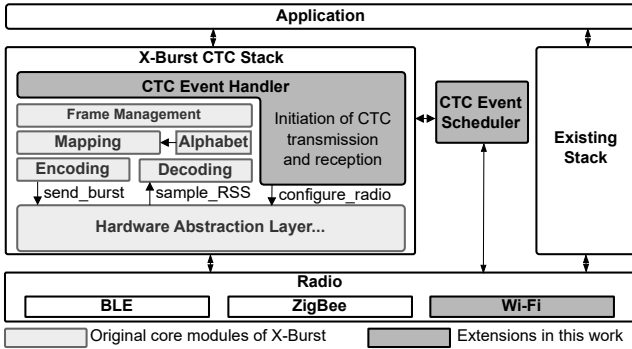 Application
X-Burst CTC Stack
CTC Event Handler
Frame Management
Mapping
Alphabet
Encoding
Decoding
Initiation of CTC
transmission
and reception
send_burst
sample_RSS
configure_radio
Hardware Abstraction Layer...
CTC Event
Scheduler
Existing
Stack
Radio
BLE
ZigBee
Wi-Fi
Original core modules of X-Burst
Extensions in this work